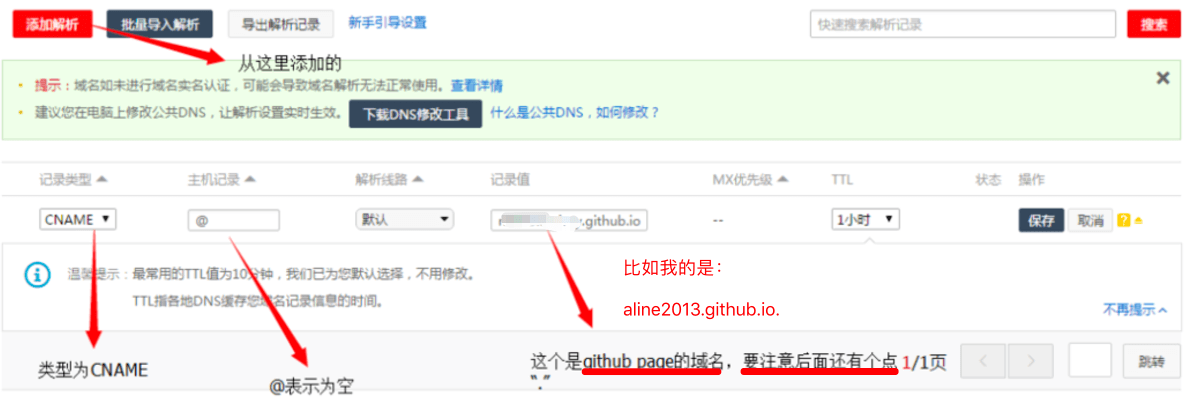 添加解析 批量导入解析 导出解析记录 新手引导设置 快速搜索解析记录 搜索
从这里添加的
提示：域名如未进行域名实名认证，可能会导致域名解析无法正常使用。查看详情
建议您在电脑上修改公共DNS，让解析设置实时生效。 下载DNS修改工具 什么是公共DNS，如何修改？
记录类型 主机记录 解析线路 记录值 MX优先级 TTL 状态 操作
CNAME @ 默认 .github.io -- 1小时 保存 取消 ?
温馨提示：最常用的TTL值为10分钟，我们已为您默认选择，不用修改。
比如我的是：
TTL指各地DNS缓存您域名记录信息的时间。
aline2013.github.io.
不再提示
类型为CNAME
@表示为空
这个是github page的域名，要注意后面还有个点 1/1页 跳转
"."